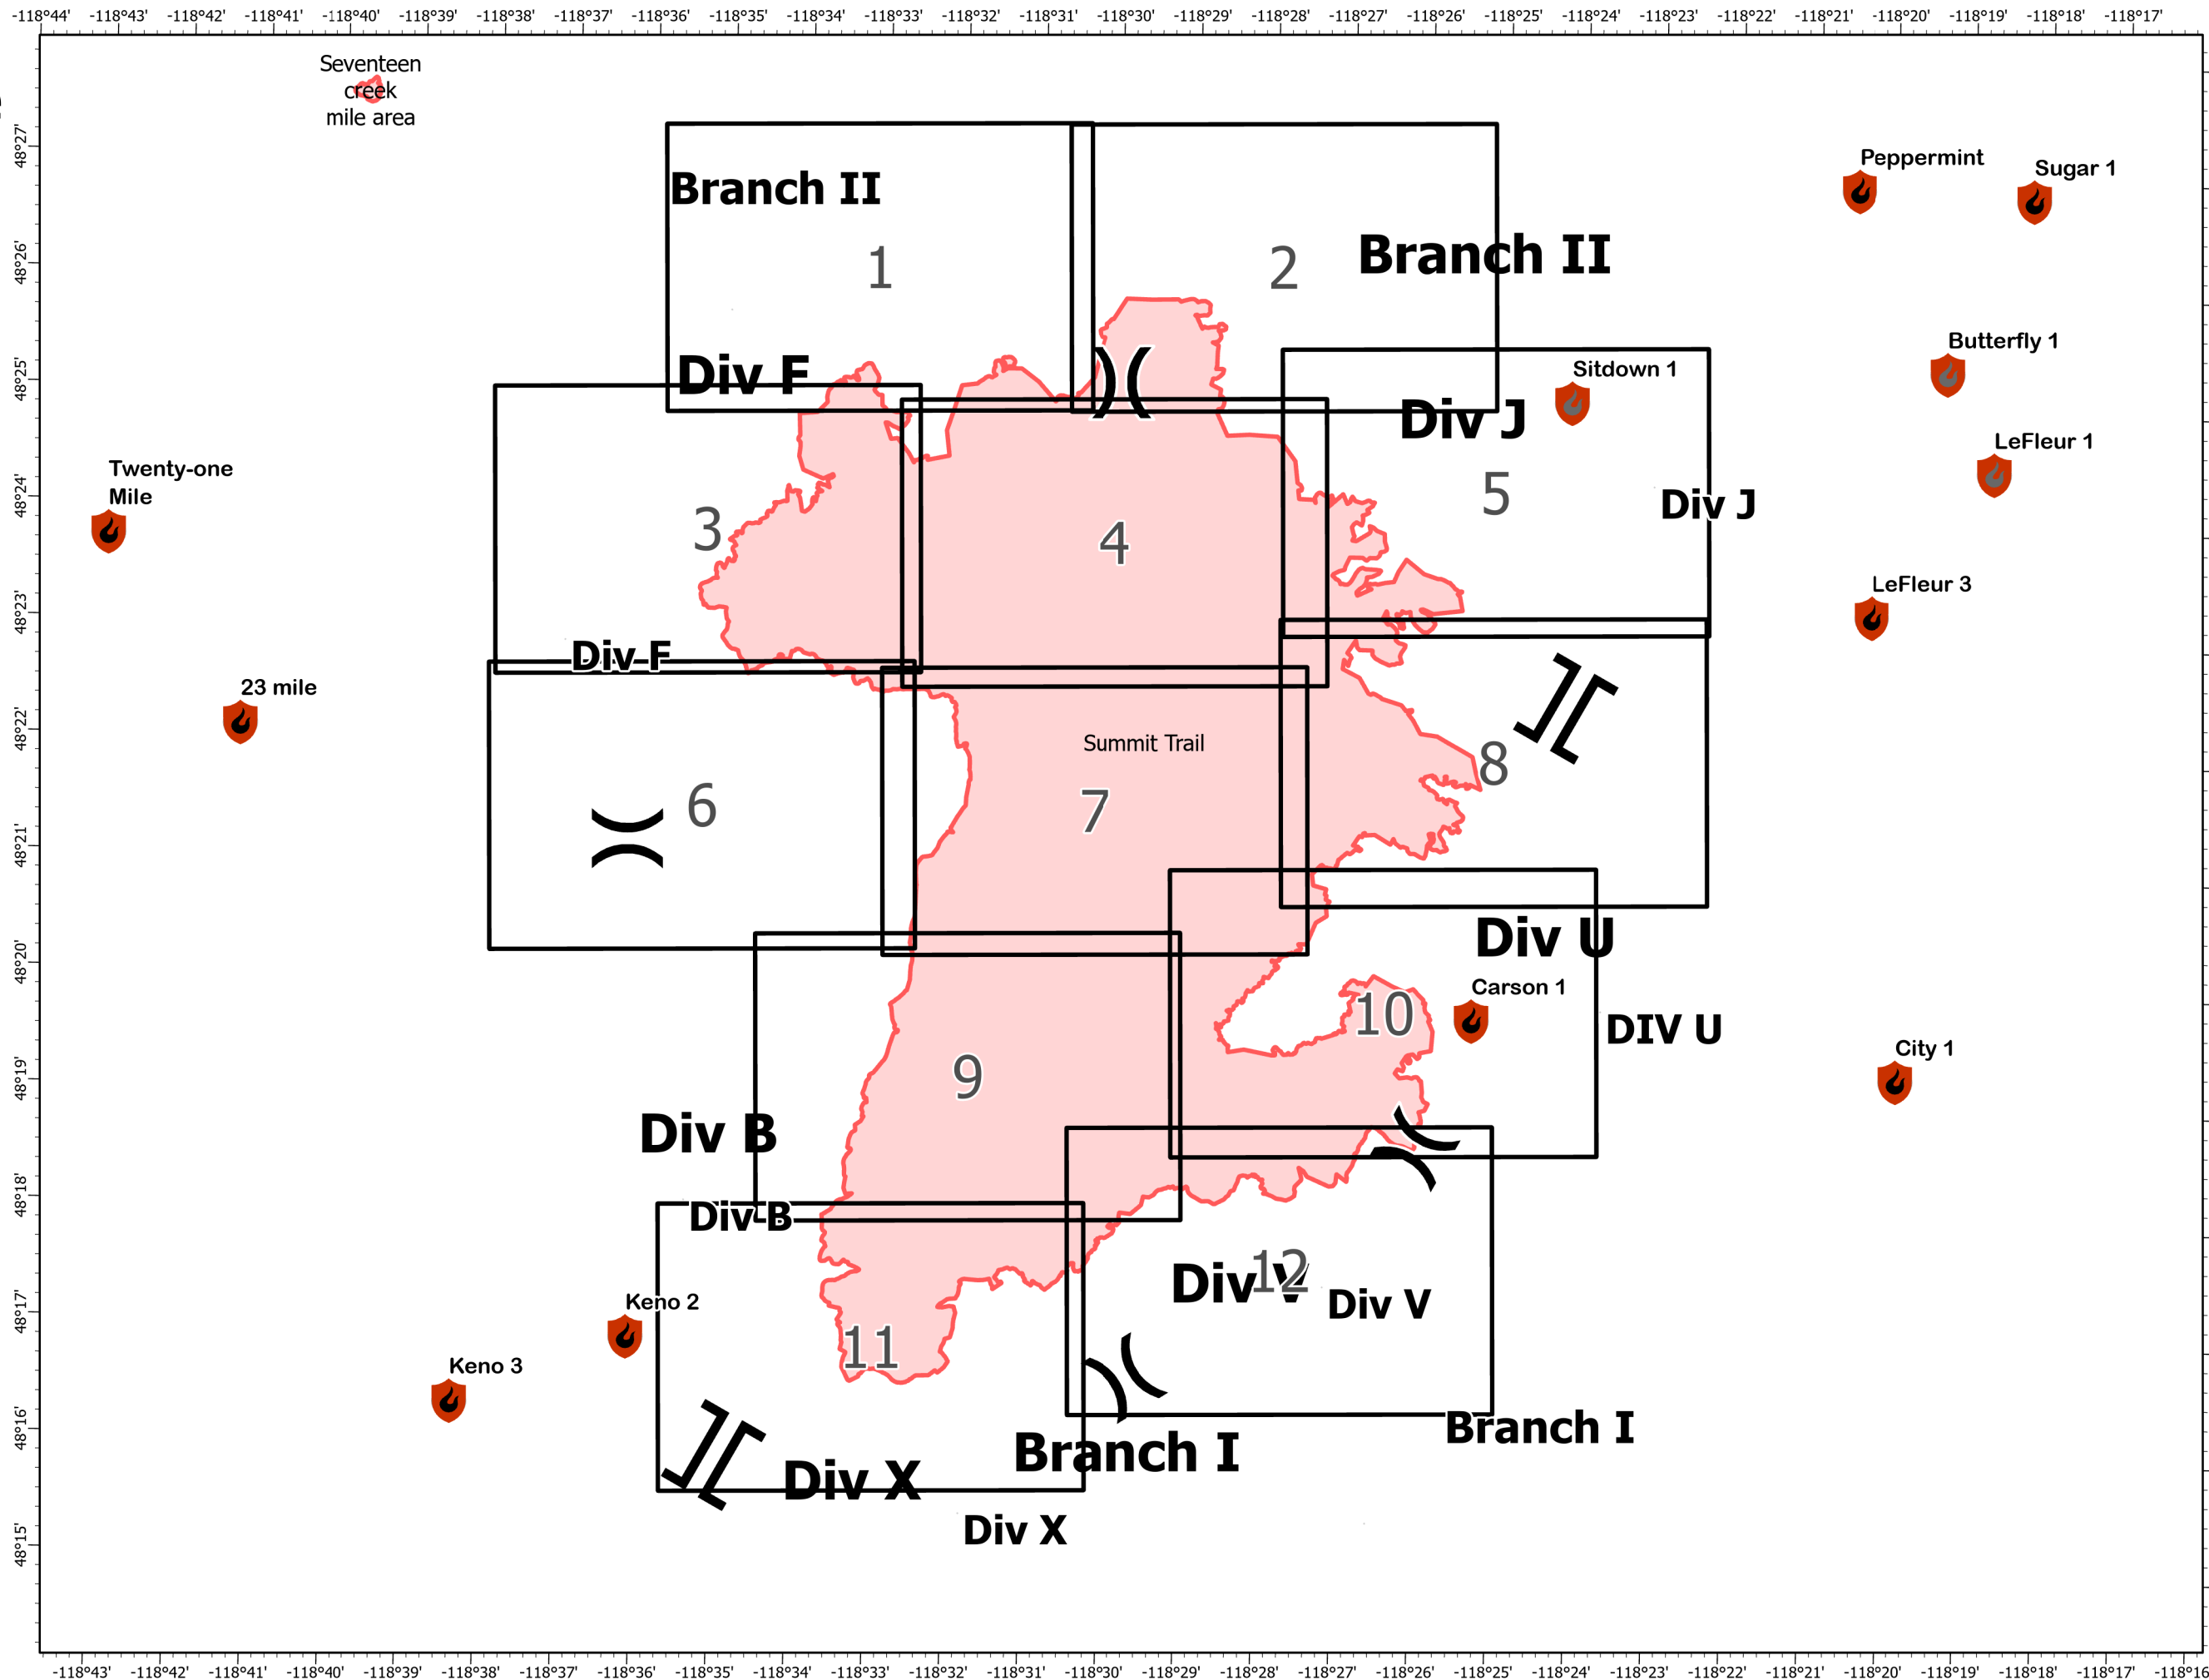 -118°44' -118°43' -118°42' -118°41' -118°40' -118°39' -118°38' -118°37' -118°36' -118°35' -118°34' -118°33' -118°32' -118°31' -118°30' -118°29' -118°28' -118°27' -118°26' -118°25' -118°24' -118°23' -118°22' -118°21' -118°20' -118°19' -118°18' -118°17'
Seventeen
creek
mile area
48°27'
Peppermint
Sugar 1
Branch II
1
2
Branch II
48°26'
Butterfly 1
Div F
48°25'
Sitdown 1
Div J
LeFleur 1
Twenty-one
Mile
48°24'
5
Div J
3
4
LeFleur 3
48°23'
Div F
23 mile
48°22'
Summit Trail
8
6
7
48°21'
Div U
48°20'
Carson 1
10
DIV U
City 1
9
48°19'
Div B
48°18'
Div B
12
Div V
Div V
Keno 2
48°17'
11
Keno 3
48°16'
Branch I
Branch I
Div X
Div X
48°15'
-118°43' -118°42' -118°41' -118°40' -118°39' -118°38' -118°37' -118°36' -118°35' -118°34' -118°33' -118°32' -118°31' -118°30' -118°29' -118°28' -118°27' -118°26' -118°25' -118°24' -118°23' -118°22' -118°21' -118°20' -118°19' -118°18' -118°17' -118°16